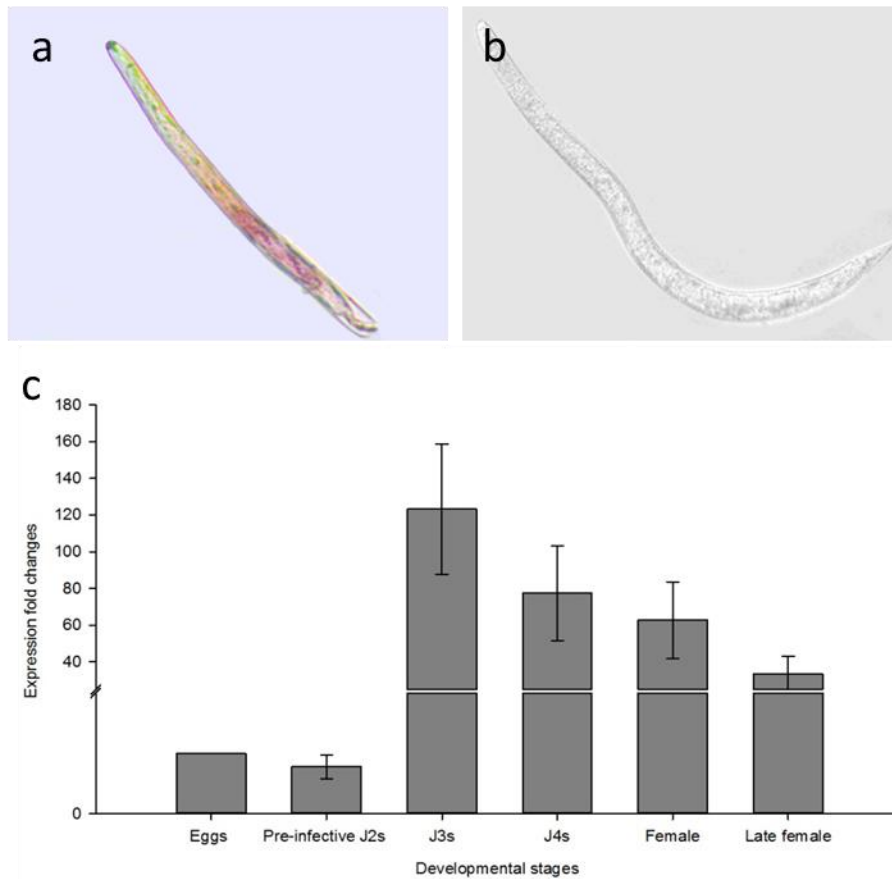 a
b
c
180
160
140
120
100
80
60
40
0
Expression fold changes
Eggs Pre-infective J2s J3s J4s Female Late female
Developmental stages